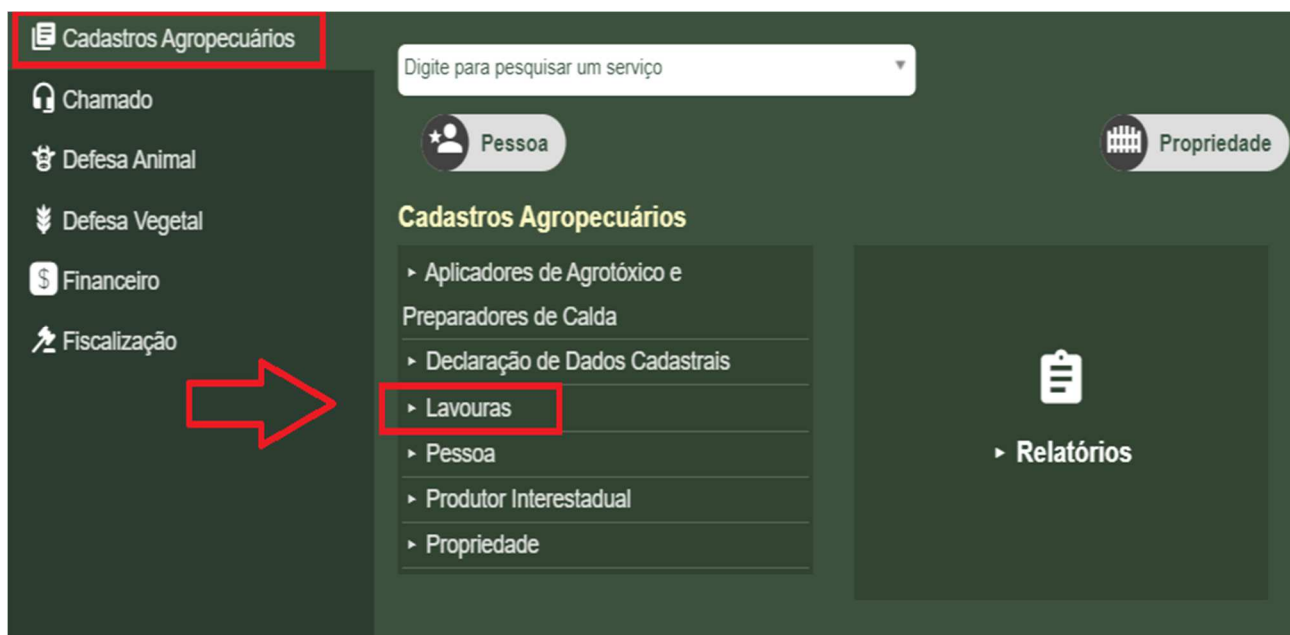 Cadastros Agropecuários
Chamado
Defesa Animal
Defesa Vegetal
$ Financeiro
Fiscalização
Digite para pesquisar um serviço
Pessoa
Propriedade
Cadastros Agropecuários
Aplicadores de Agrotóxico e
Preparadores de Calda
Declaração de Dados Cadastrais
Lavouras
Pessoa
Produtor Interestadual
Propriedade
Relatórios